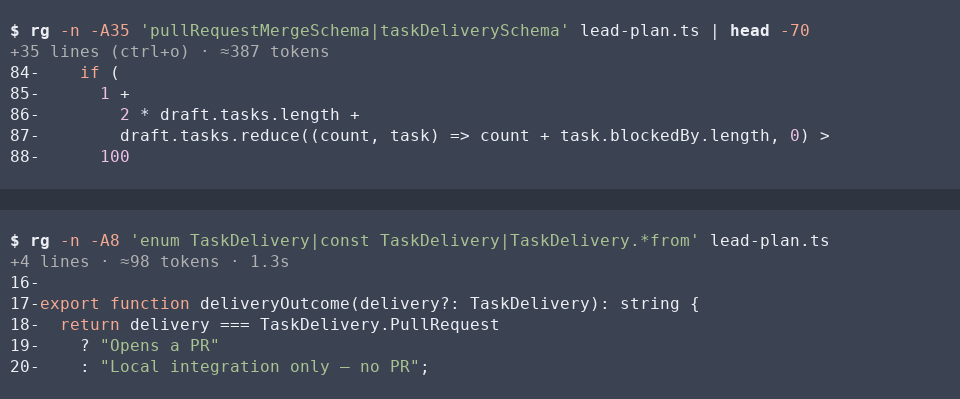 $ rg -n -A35 'pullRequestMergeSchema|taskDeliverySchema' lead-plan.ts | head -70
+35 lines (ctrl+o) · ≈387 tokens
84-    if (
85-      1 +
86-        2 * draft.tasks.length +
87-        draft.tasks.reduce((count, task) => count + task.blockedBy.length, 0) >
88-      100
$ rg -n -A8 'enum TaskDelivery|const TaskDelivery|TaskDelivery.*from' lead-plan.ts
+4 lines · ≈98 tokens · 1.3s
16-
17-export function deliveryOutcome(delivery?: TaskDelivery): string {
18-  return delivery === TaskDelivery.PullRequest
19-    ? "Opens a PR"
20-    : "Local integration only — no PR";